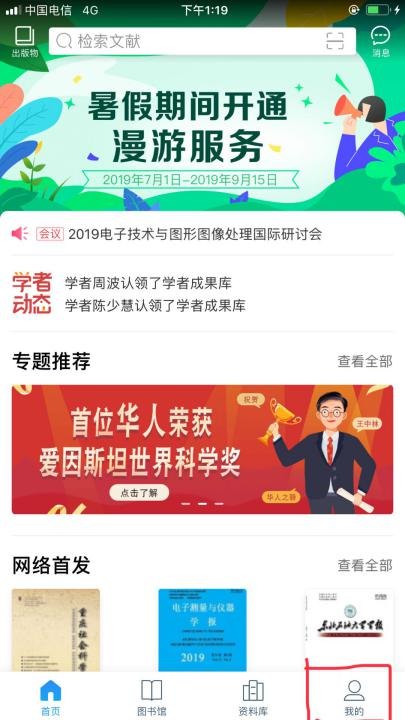 中国电信 4G 下午1:19
出版物
检索文献
消息
暑假期间开通
漫游服务
2019年7月1日-2019年9月15日
会议 2019电子技术与图形图像处理国际研讨会
学者动态
学者周波认领了学者成果库
学者陈少慧认领了学者成果库
专题推荐 查看全部
首位华人荣获
爱因斯坦世界科学奖
点击了解
祝贺
王中林
华人之骄
网络首发 查看全部
重庆社会科学
电子测量与仪器
学报
2019
东北石油大学学报
首页 图书馆 资料库 我的